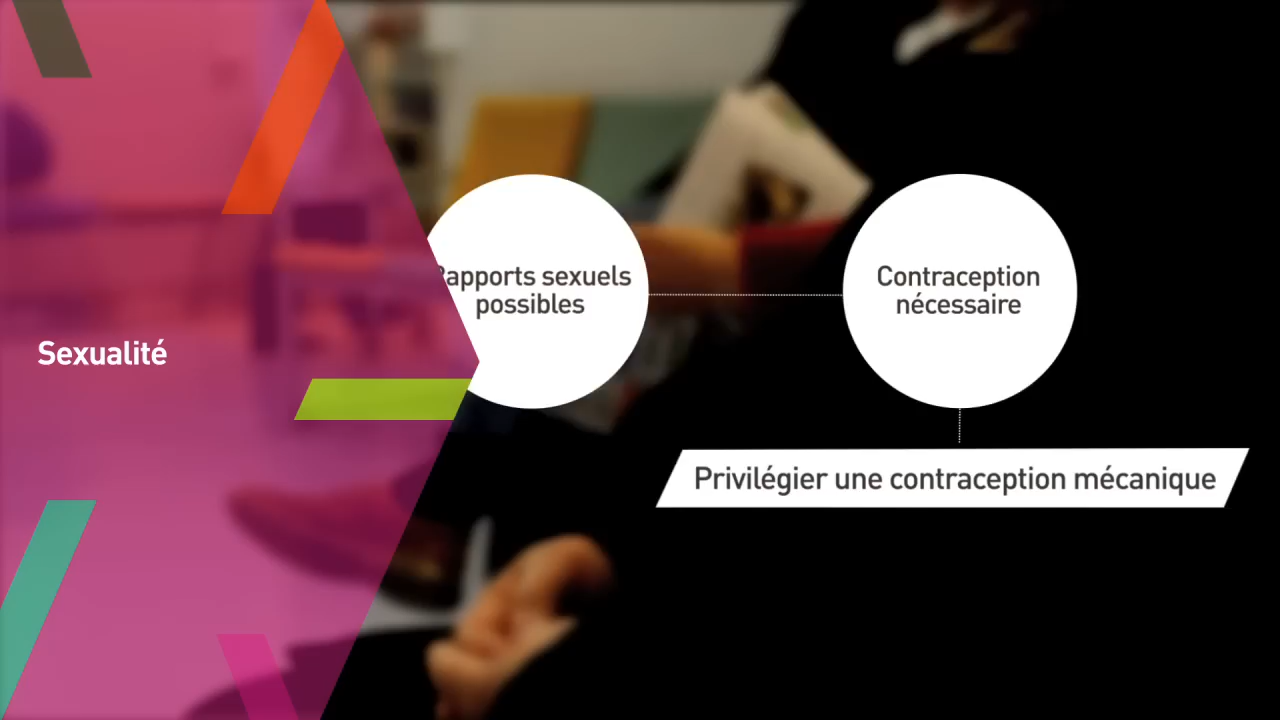 Sexualité
Rapports sexuels
possibles
Contraception
nécessaire
Privilégier une contraception mécanique